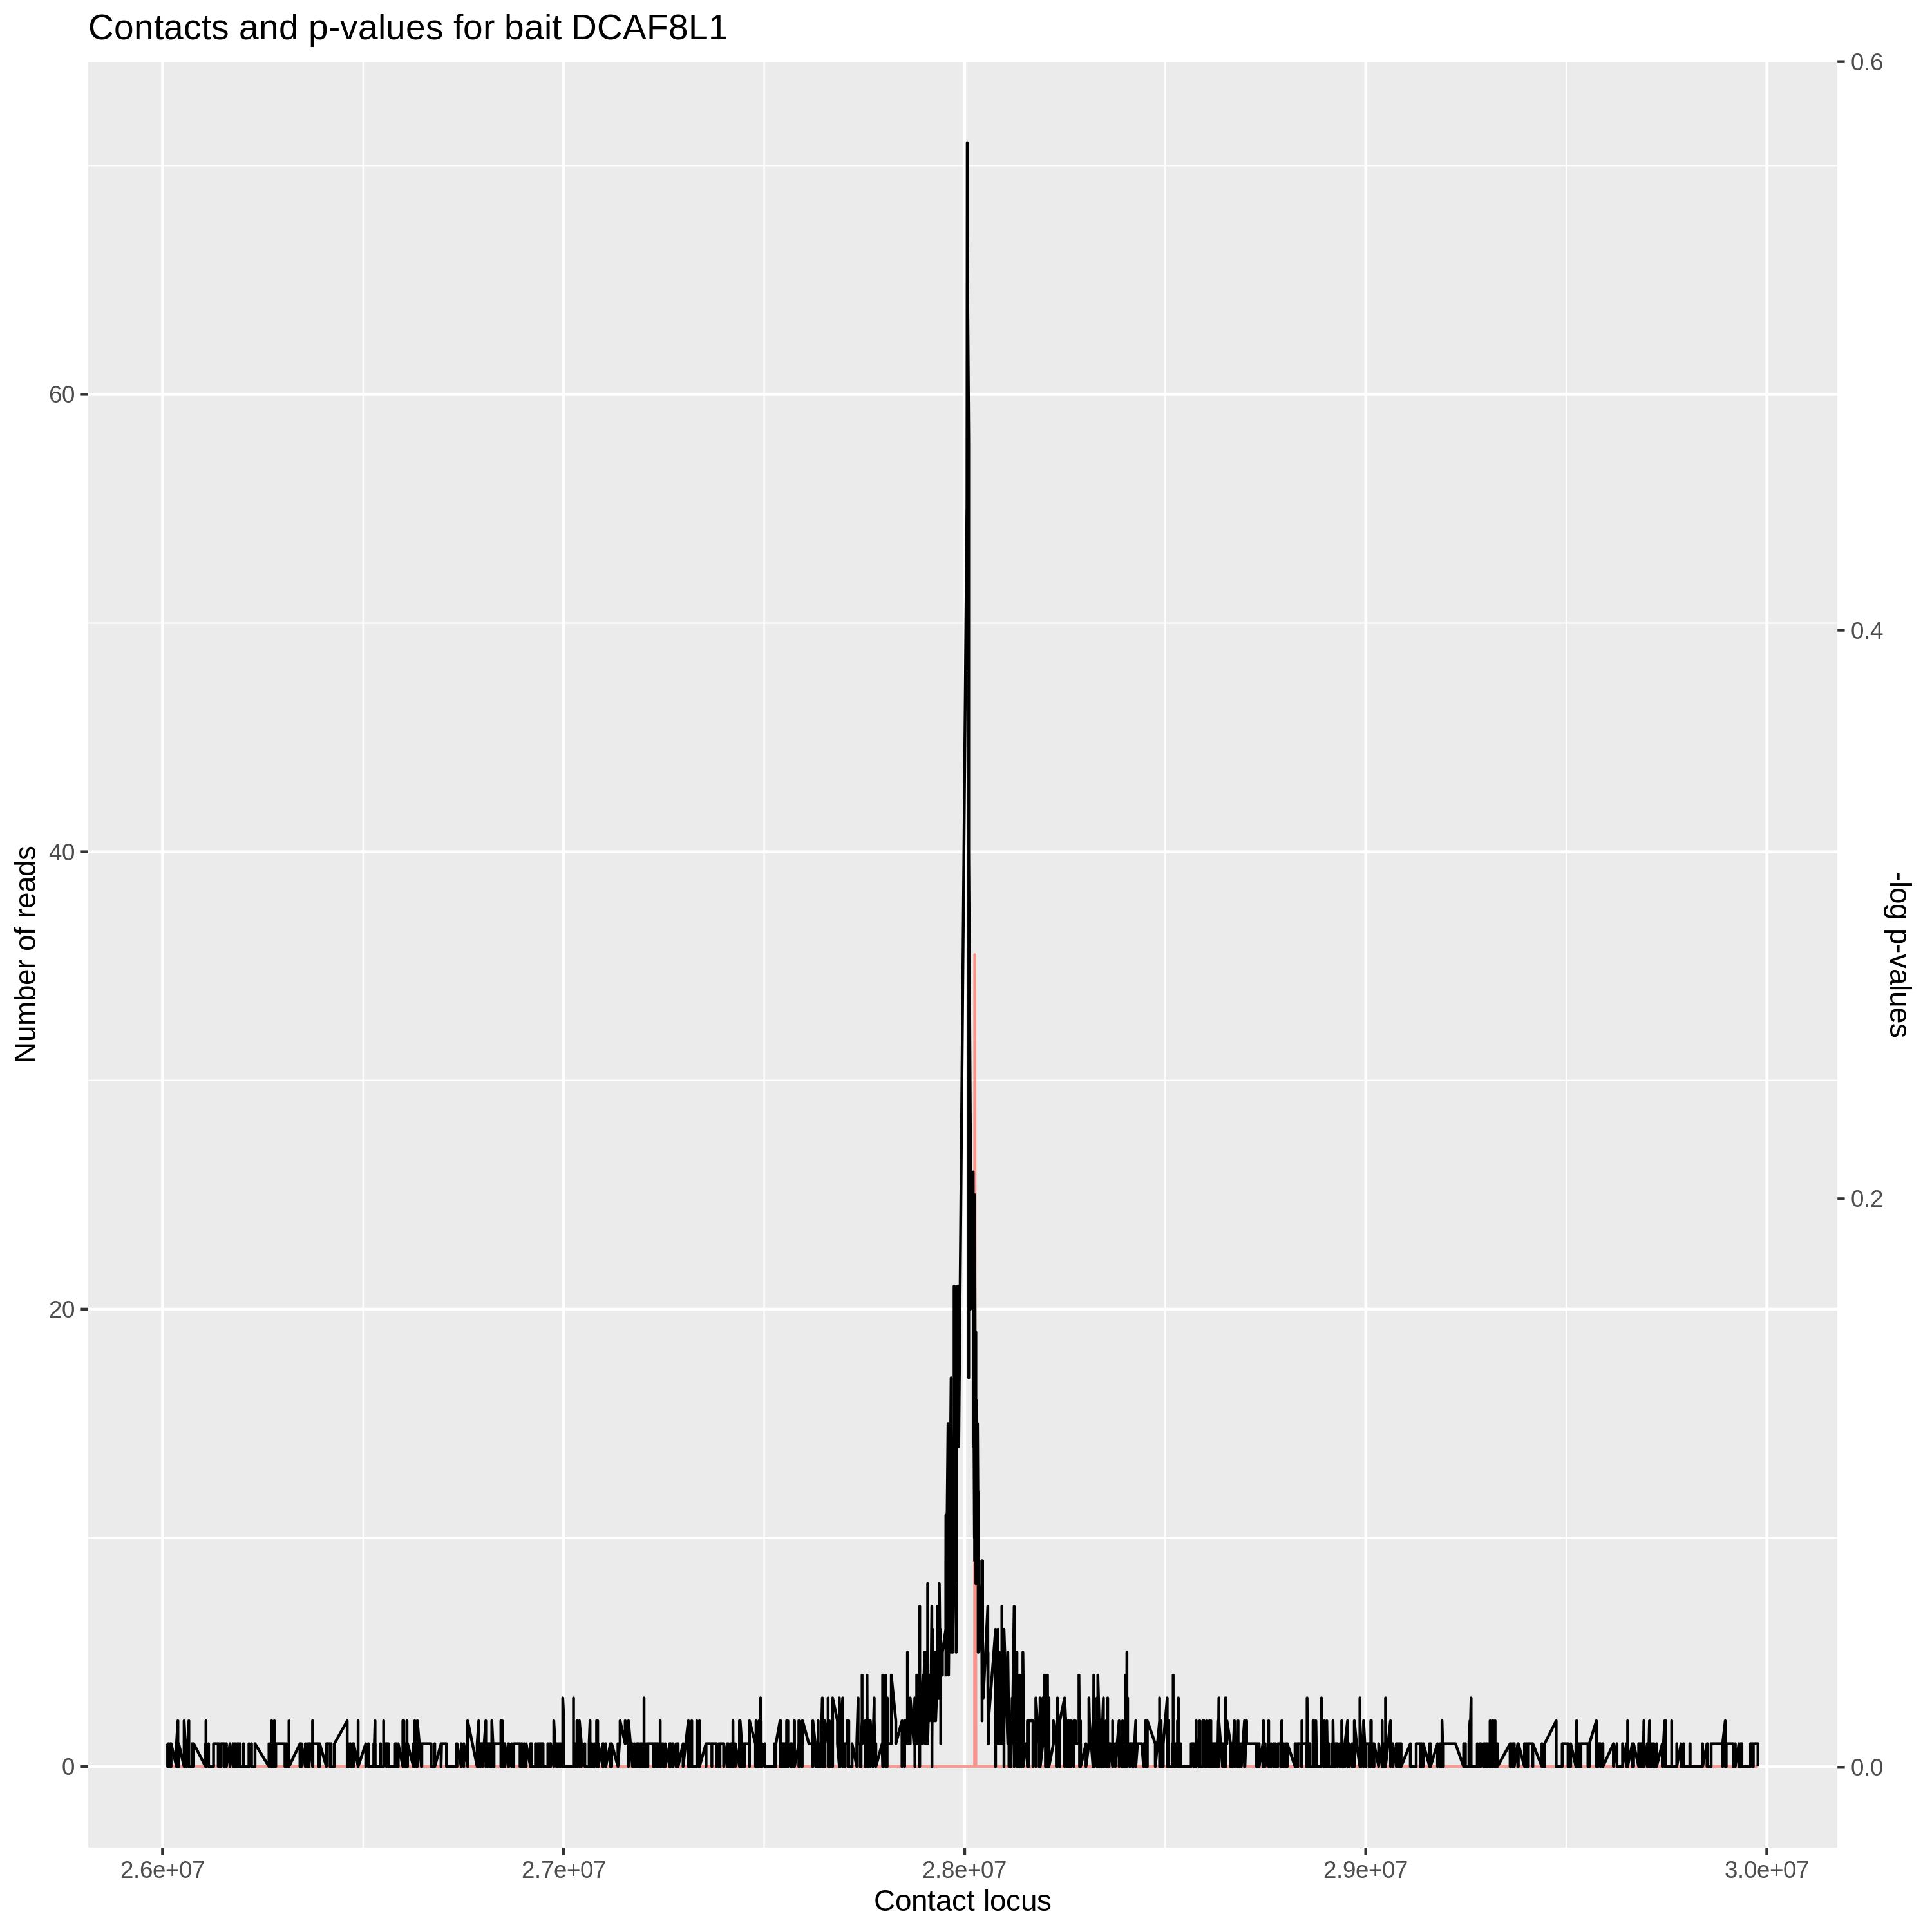 Contacts and p-values for bait DCAF8L1
0.6
60
0.4
40
Number of reads
-log p-values
0.2
20
0
0.0
2.6e+07
2.7e+07
2.8e+07
2.9e+07
3.0e+07
Contact locus